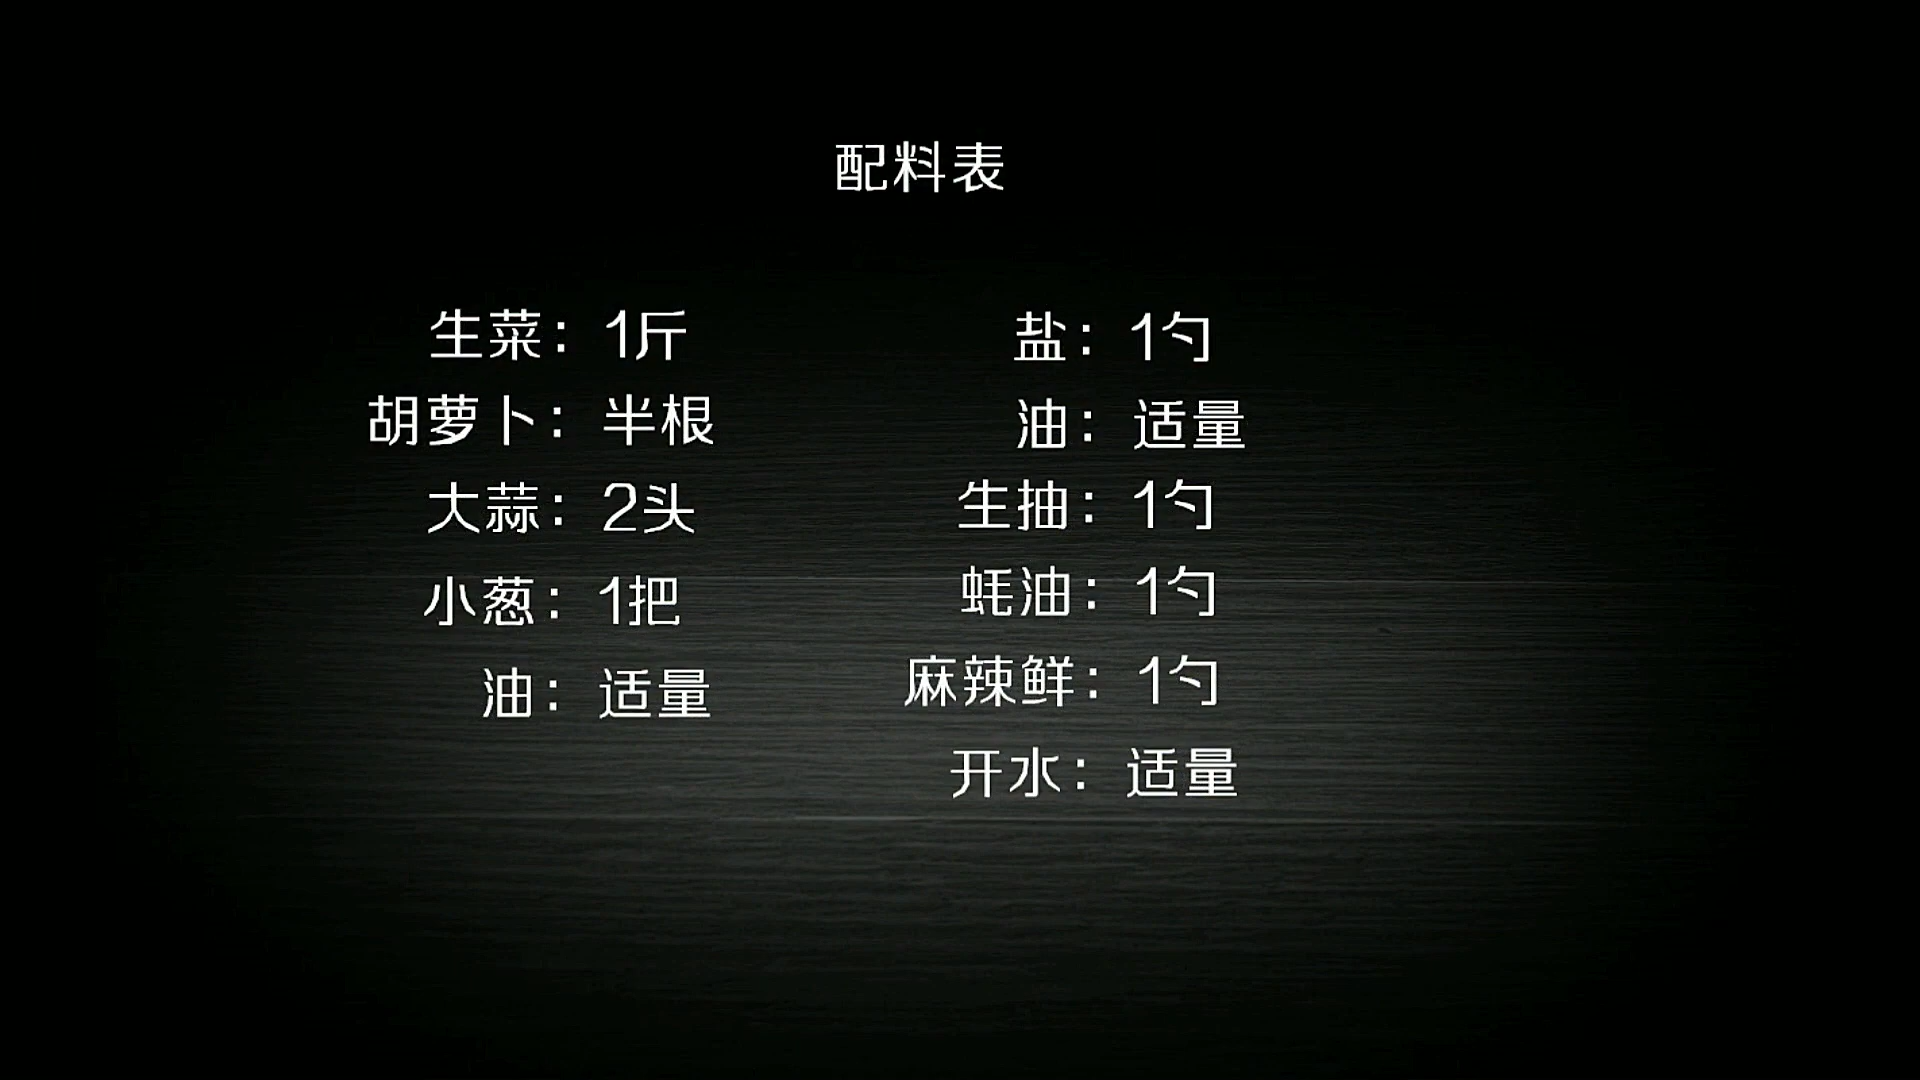 配料表
生菜：1斤
胡萝卜：半根
大蒜：2头
小葱：1把
油：适量
盐：1勺
油：适量
生抽：1勺
蚝油：1勺
麻辣鲜：1勺
开水：适量